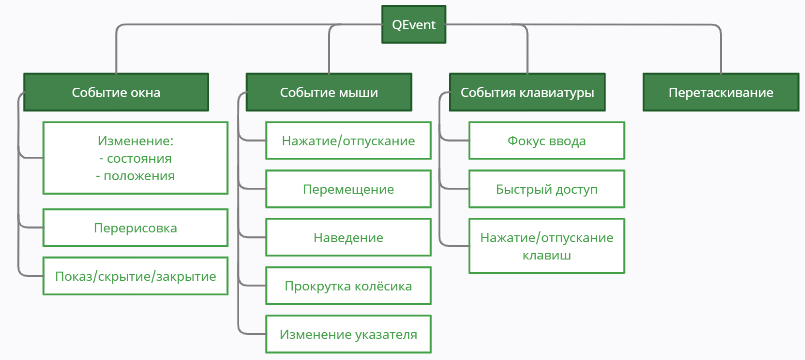 QEvent
Событие окна
Изменение:
- состояния
- положения
Перерисовка
Показ/скрытие/закрытие
Событие мыши
Нажатие/отпускание
Перемещение
Наведение
Прокрутка колёсика
Изменение указателя
События клавиатуры
Фокус ввода
Быстрый доступ
Нажатие/отпускание
клавиш
Перетаскивание